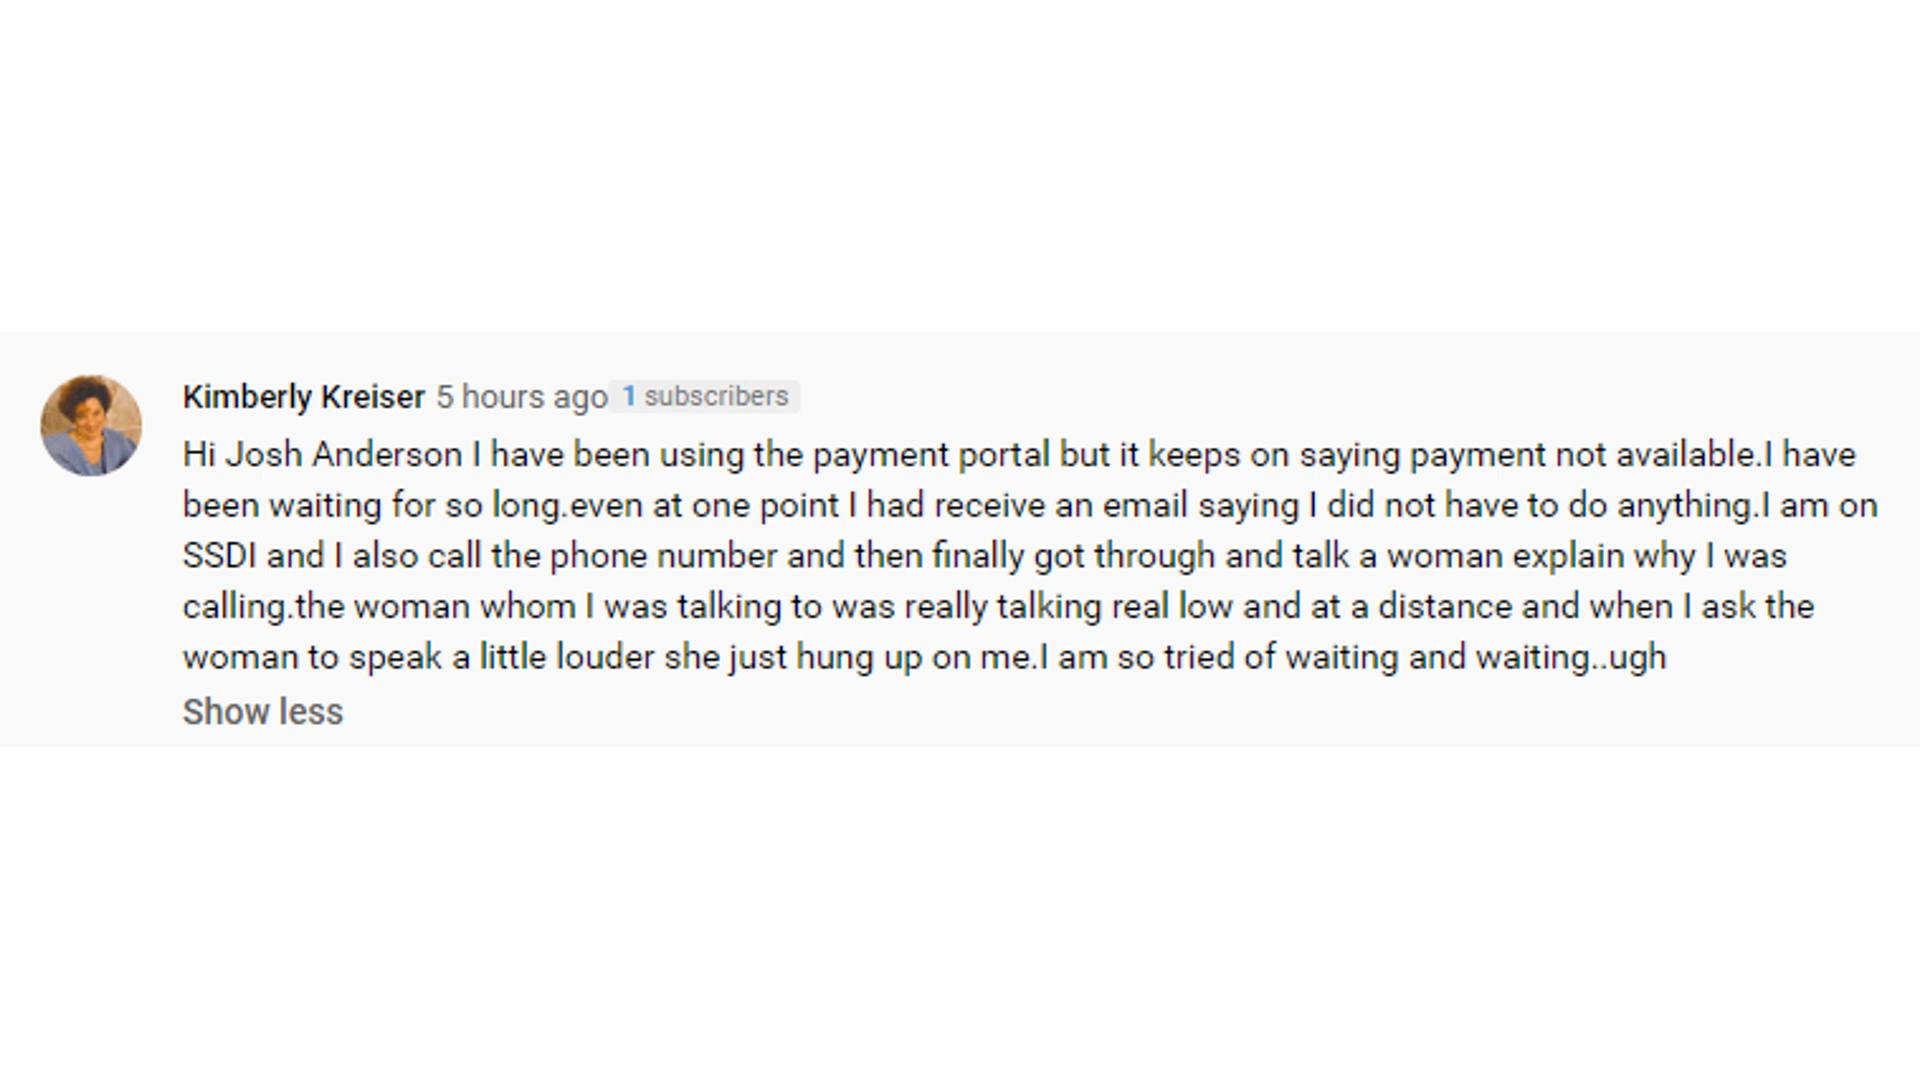 Kimberly Kreiser 5 hours ago 1 subscribers
Hi Josh Anderson I have been using the payment portal but it keeps on saying payment not available.I have
been waiting for so long.even at one point I had receive an email saying I did not have to do anything.I am on
SSDI and I also call the phone number and then finally got through and talk a woman explain why I was
calling.the woman whom I was talking to was really talking real low and at a distance and when I ask the
woman to speak a little louder she just hung up on me.I am so tried of waiting and waiting..ugh
Show less